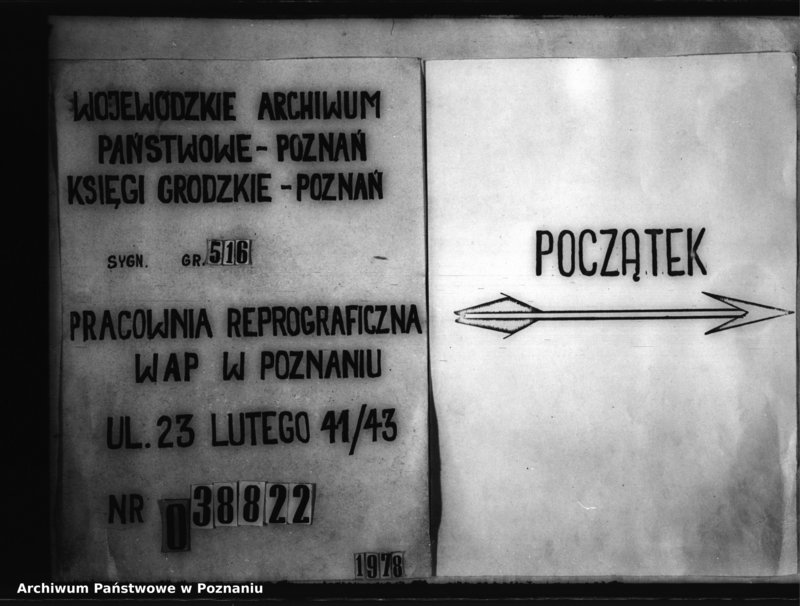 WOJEWÓDZKIE ARCHIWUM
PAŃSTWOWE - POZNAŃ
KSIĘGI GRODZKIE - POZNAŃ
SYGN. GR. 516
PRACOWNIA REPROGRAFICZNA
WAP W POZNANIU
UL. 23 LUTEGO 41/43
NR 038822
1978
POCZĄTEK
Archiwum Państwowe w Poznaniu